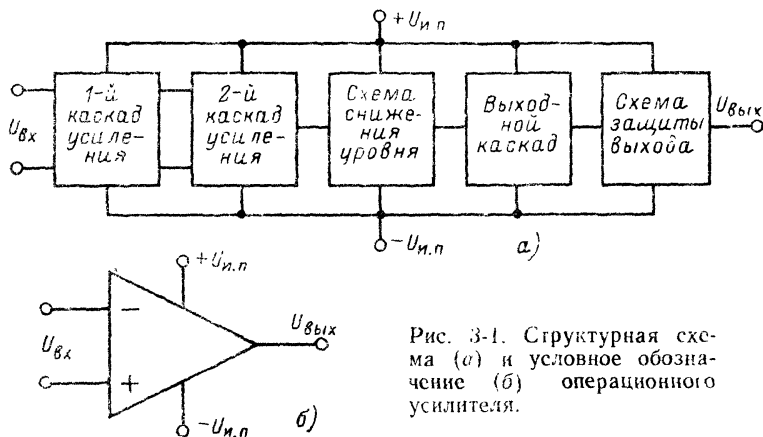 +Uи.п
1-й каскад усиле-ния
2-й каскад усиле-ния
Схема сниже-ния уровня
Выход-ной каскад
Схема защиты выхода
Uвх
Uвых
−Uи.п
а)
+Uи.п
−
Uвх
+
Uвых
−Uи.п
б)
Рис. 3-1. Структурная схе-
ма (а) и условное обозна-
чение (б) операционного
усилителя.